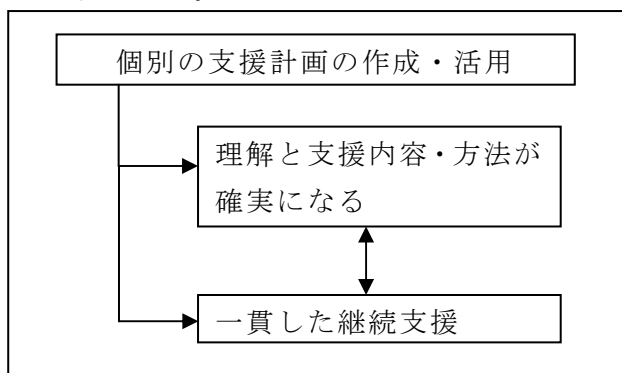 個別の支援計画の作成・活用
理解と支援内容・方法が
確実になる
一貫した継続支援